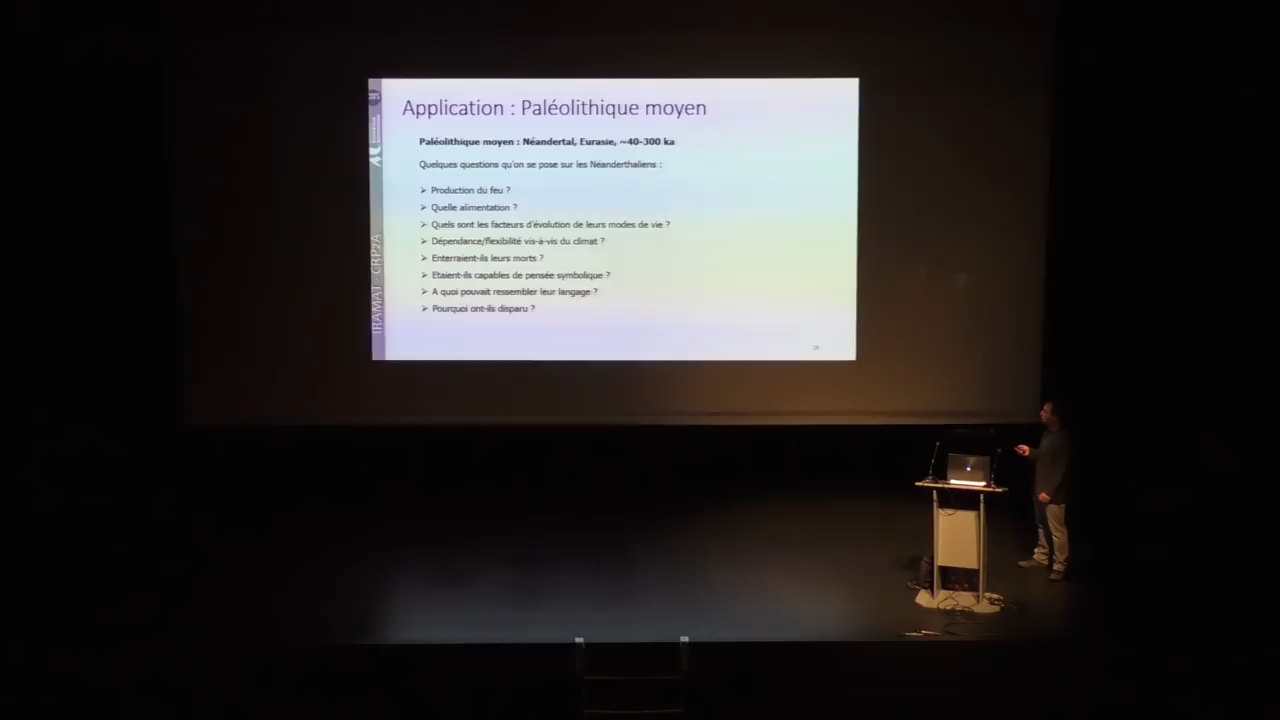 Application : Paléolithique moyen
Paléolithique moyen : Néandertal, Eurasie, ~40-300 ka
Quelques questions qu'on se pose sur les Néanderthaliens :
➢ Production du feu ?
➢ Quelle alimentation ?
➢ Quels sont les facteurs d'évolution de leurs modes de vie ?
➢ Dépendance/flexibilité vis-à-vis du climat ?
➢ Enterraient-ils leurs morts ?
➢ Etaient-ils capables de pensée symbolique ?
➢ A quoi pouvait ressembler leur langage ?
➢ Pourquoi ont-ils disparu ?
IRAMAT - CRP2A